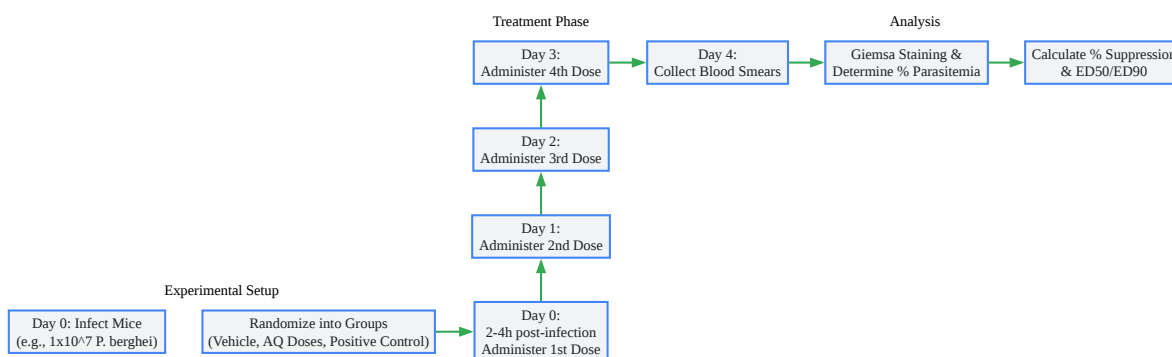 Experimental Setup
Day 0: Infect Mice
(e.g., 1x10^7 P. berghei)
Randomize into Groups
(Vehicle, AQ Doses, Positive Control)
Treatment Phase
Day 0:
2-4h post-infection
Administer 1st Dose
Day 1:
Administer 2nd Dose
Day 2:
Administer 3rd Dose
Day 3:
Administer 4th Dose
Day 4:
Collect Blood Smears
Analysis
Giemsa Staining &
Determine % Parasitemia
Calculate % Suppression
& ED50/ED90